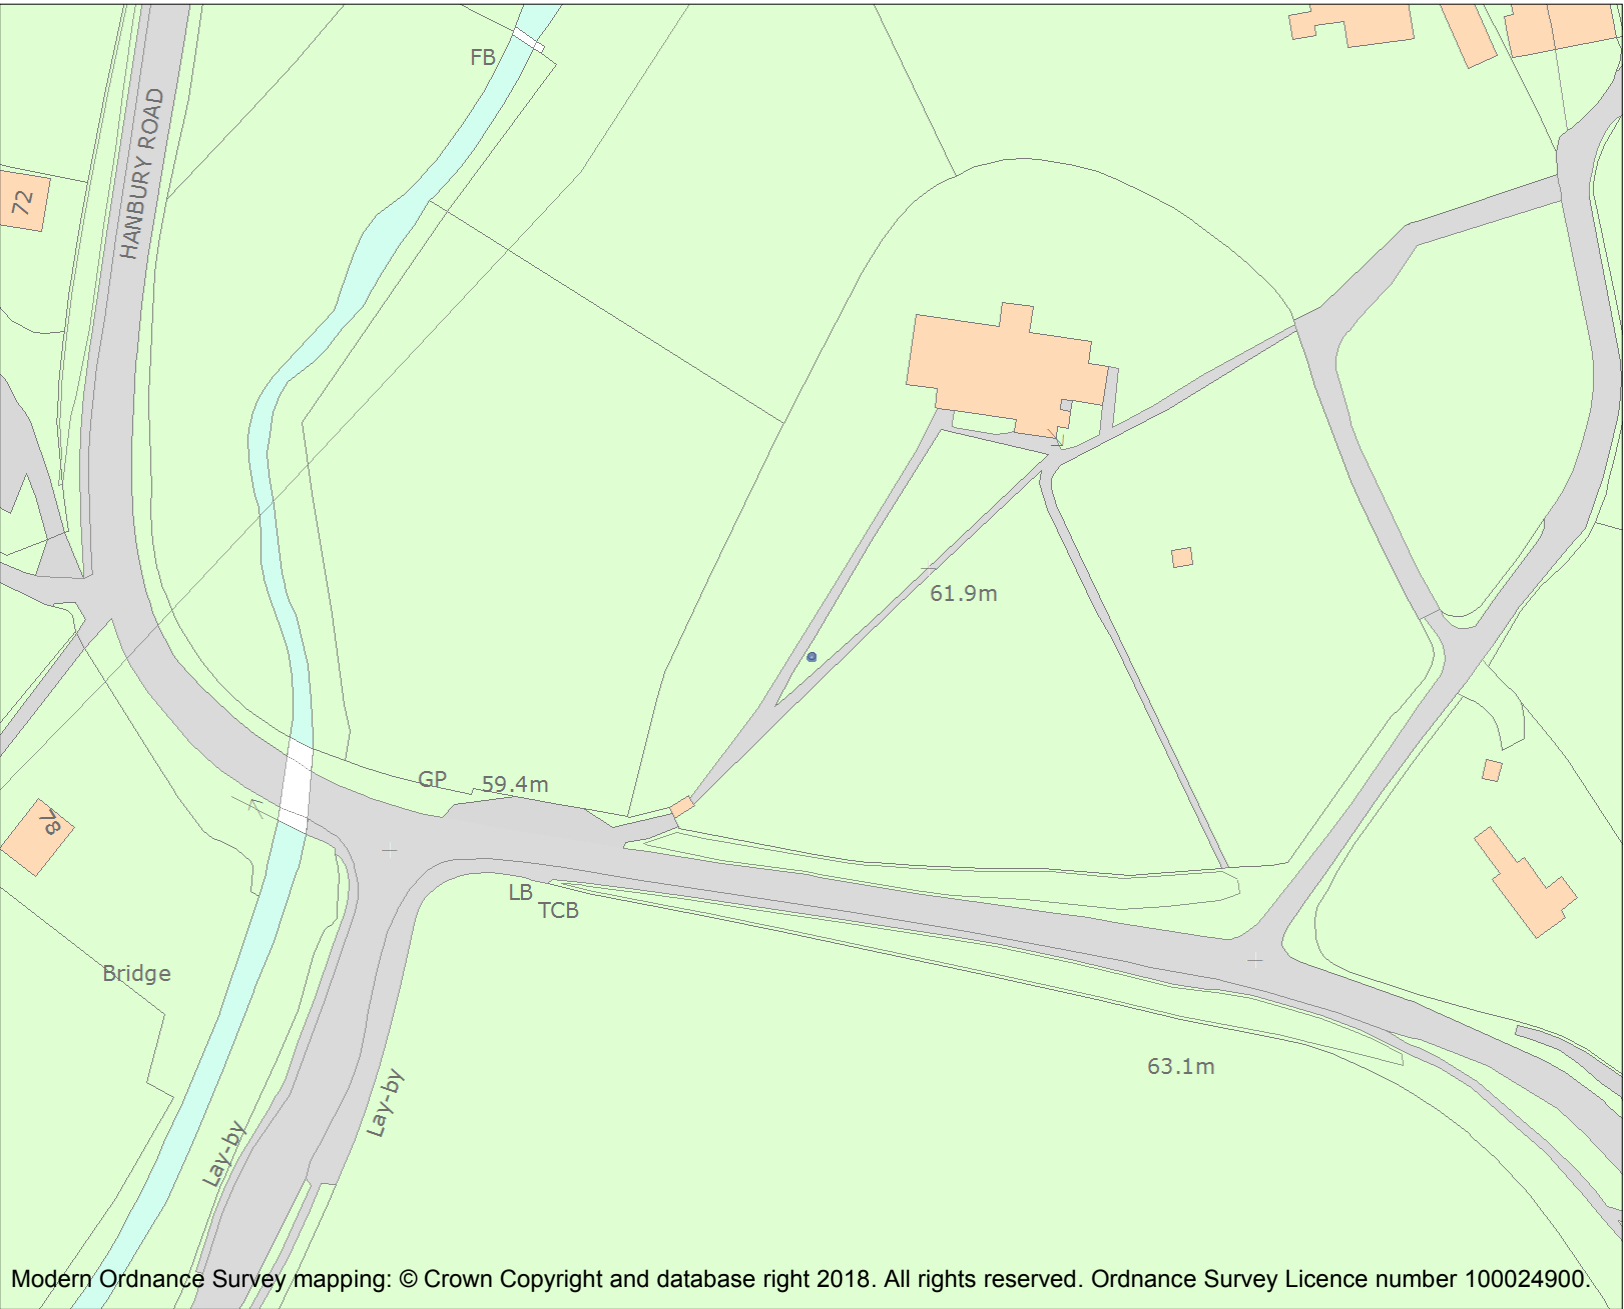 FB
HANBURY ROAD
72
61.9m
GP
59.4m
78
LB
TCB
Bridge
63.1m
Lay-by
Lay-by
Modern Ordnance Survey mapping: © Crown Copyright and database right 2018. All rights reserved. Ordnance Survey Licence number 100024900.